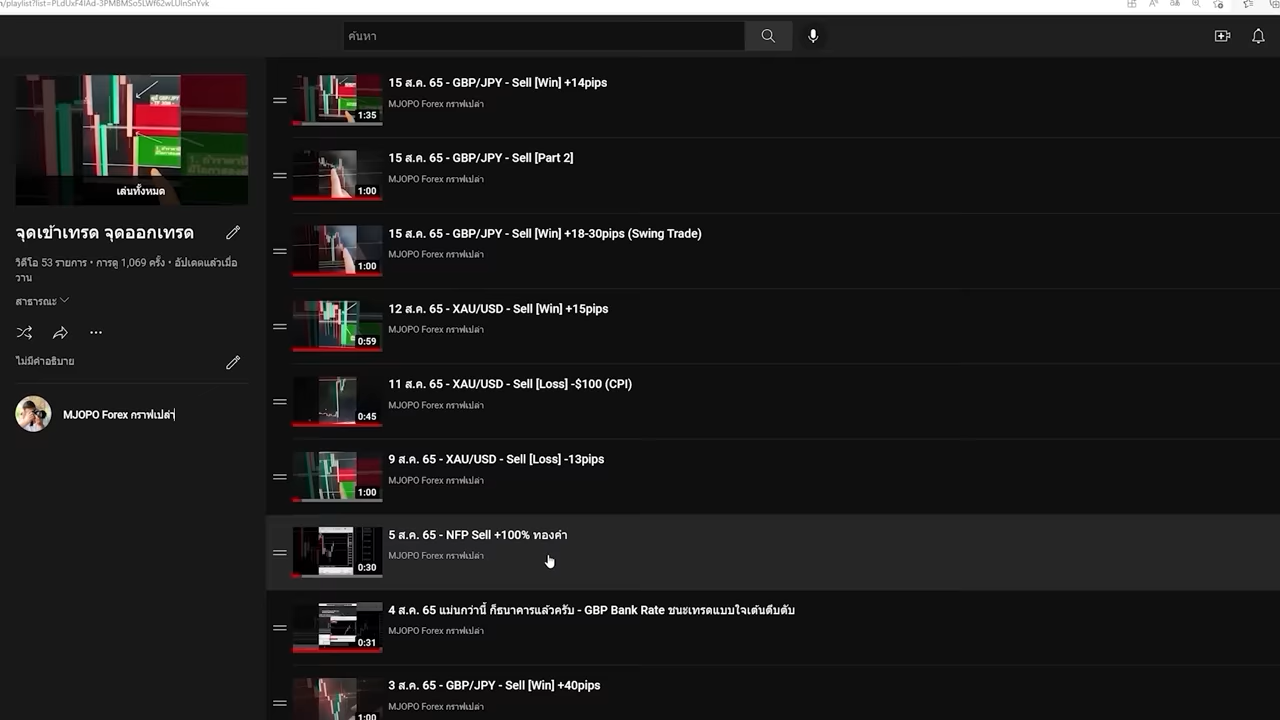 n/playlist?list=PLdUxF4IAd-3PMBMSo5LWf62wLUlnSnYvk
ค้นหา
เล่นทั้งหมด
จุดเข้าเทรด จุดออกเทรด
วิดีโอ 53 รายการ • การดู 1,069 ครั้ง • อัปเดตแล้วเมื่อ
วาน
สาธารณะ
ไม่มีคำอธิบาย
MJOPO Forex กราฟเปล่า
15 ส.ค. 65 - GBP/JPY - Sell [Win] +14pips
MJOPO Forex กราฟเปล่า
1:35
15 ส.ค. 65 - GBP/JPY - Sell [Part 2]
MJOPO Forex กราฟเปล่า
1:00
15 ส.ค. 65 - GBP/JPY - Sell [Win] +18-30pips (Swing Trade)
MJOPO Forex กราฟเปล่า
1:00
12 ส.ค. 65 - XAU/USD - Sell [Win] +15pips
MJOPO Forex กราฟเปล่า
0:59
11 ส.ค. 65 - XAU/USD - Sell [Loss] -$100 (CPI)
MJOPO Forex กราฟเปล่า
0:45
9 ส.ค. 65 - XAU/USD - Sell [Loss] -13pips
MJOPO Forex กราฟเปล่า
1:00
5 ส.ค. 65 - NFP Sell +100% ทองคำ
MJOPO Forex กราฟเปล่า
0:30
4 ส.ค. 65 แม่นกว่านี้ ก็ธนาคารแล้วครับ - GBP Bank Rate ชนะเทรดแบบใจเต้นตึบตับ
MJOPO Forex กราฟเปล่า
0:31
3 ส.ค. 65 - GBP/JPY - Sell [Win] +40pips
MJOPO Forex กราฟเปล่า
1:00